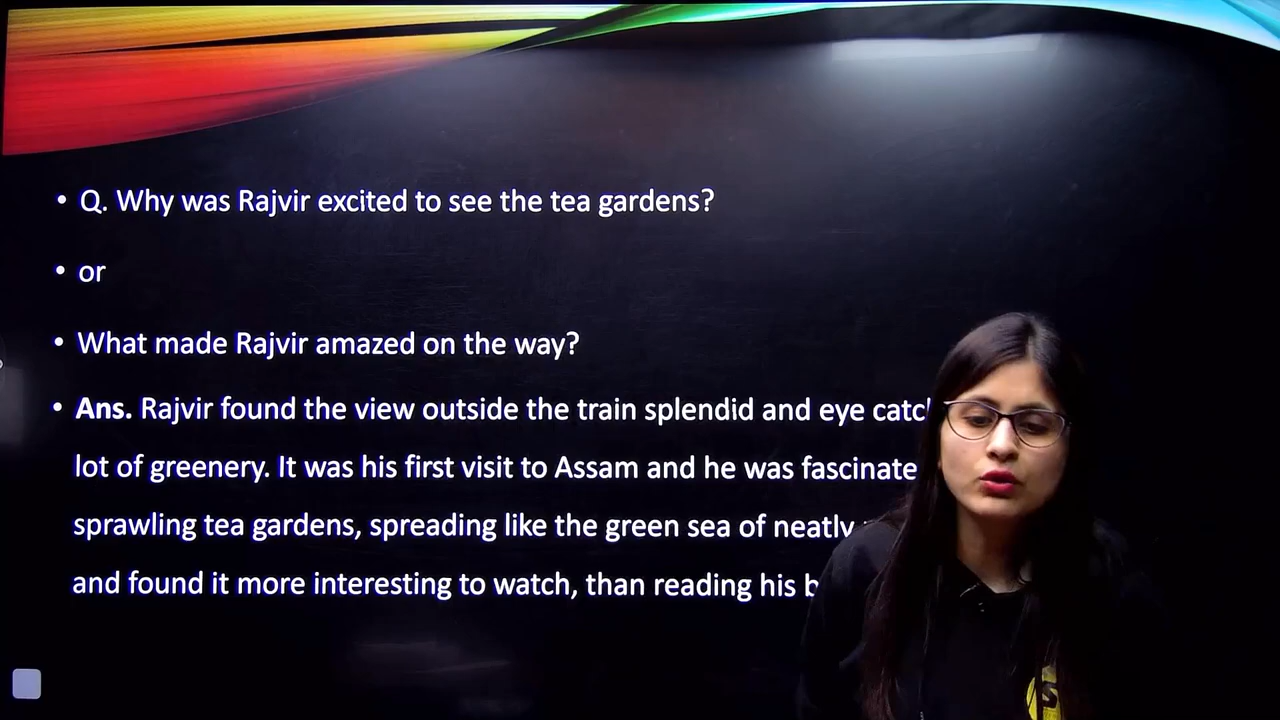 • Q. Why was Rajvir excited to see the tea gardens?
• or
• What made Rajvir amazed on the way?
• Ans. Rajvir found the view outside the train splendid and eye
lot of greenery. It was his first visit to Assam and he was
sprawling tea gardens, spreading like the green sea of neatly
and found it more interesting to watch, than reading his